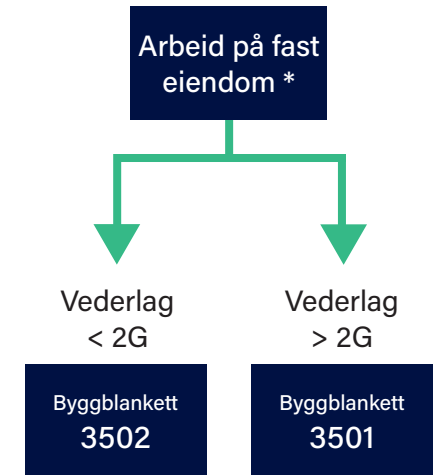 Arbeid på fast
eiendom *
Vederlag
< 2G
Vederlag
> 2G
Byggblankett
3502
Byggblankett
3501